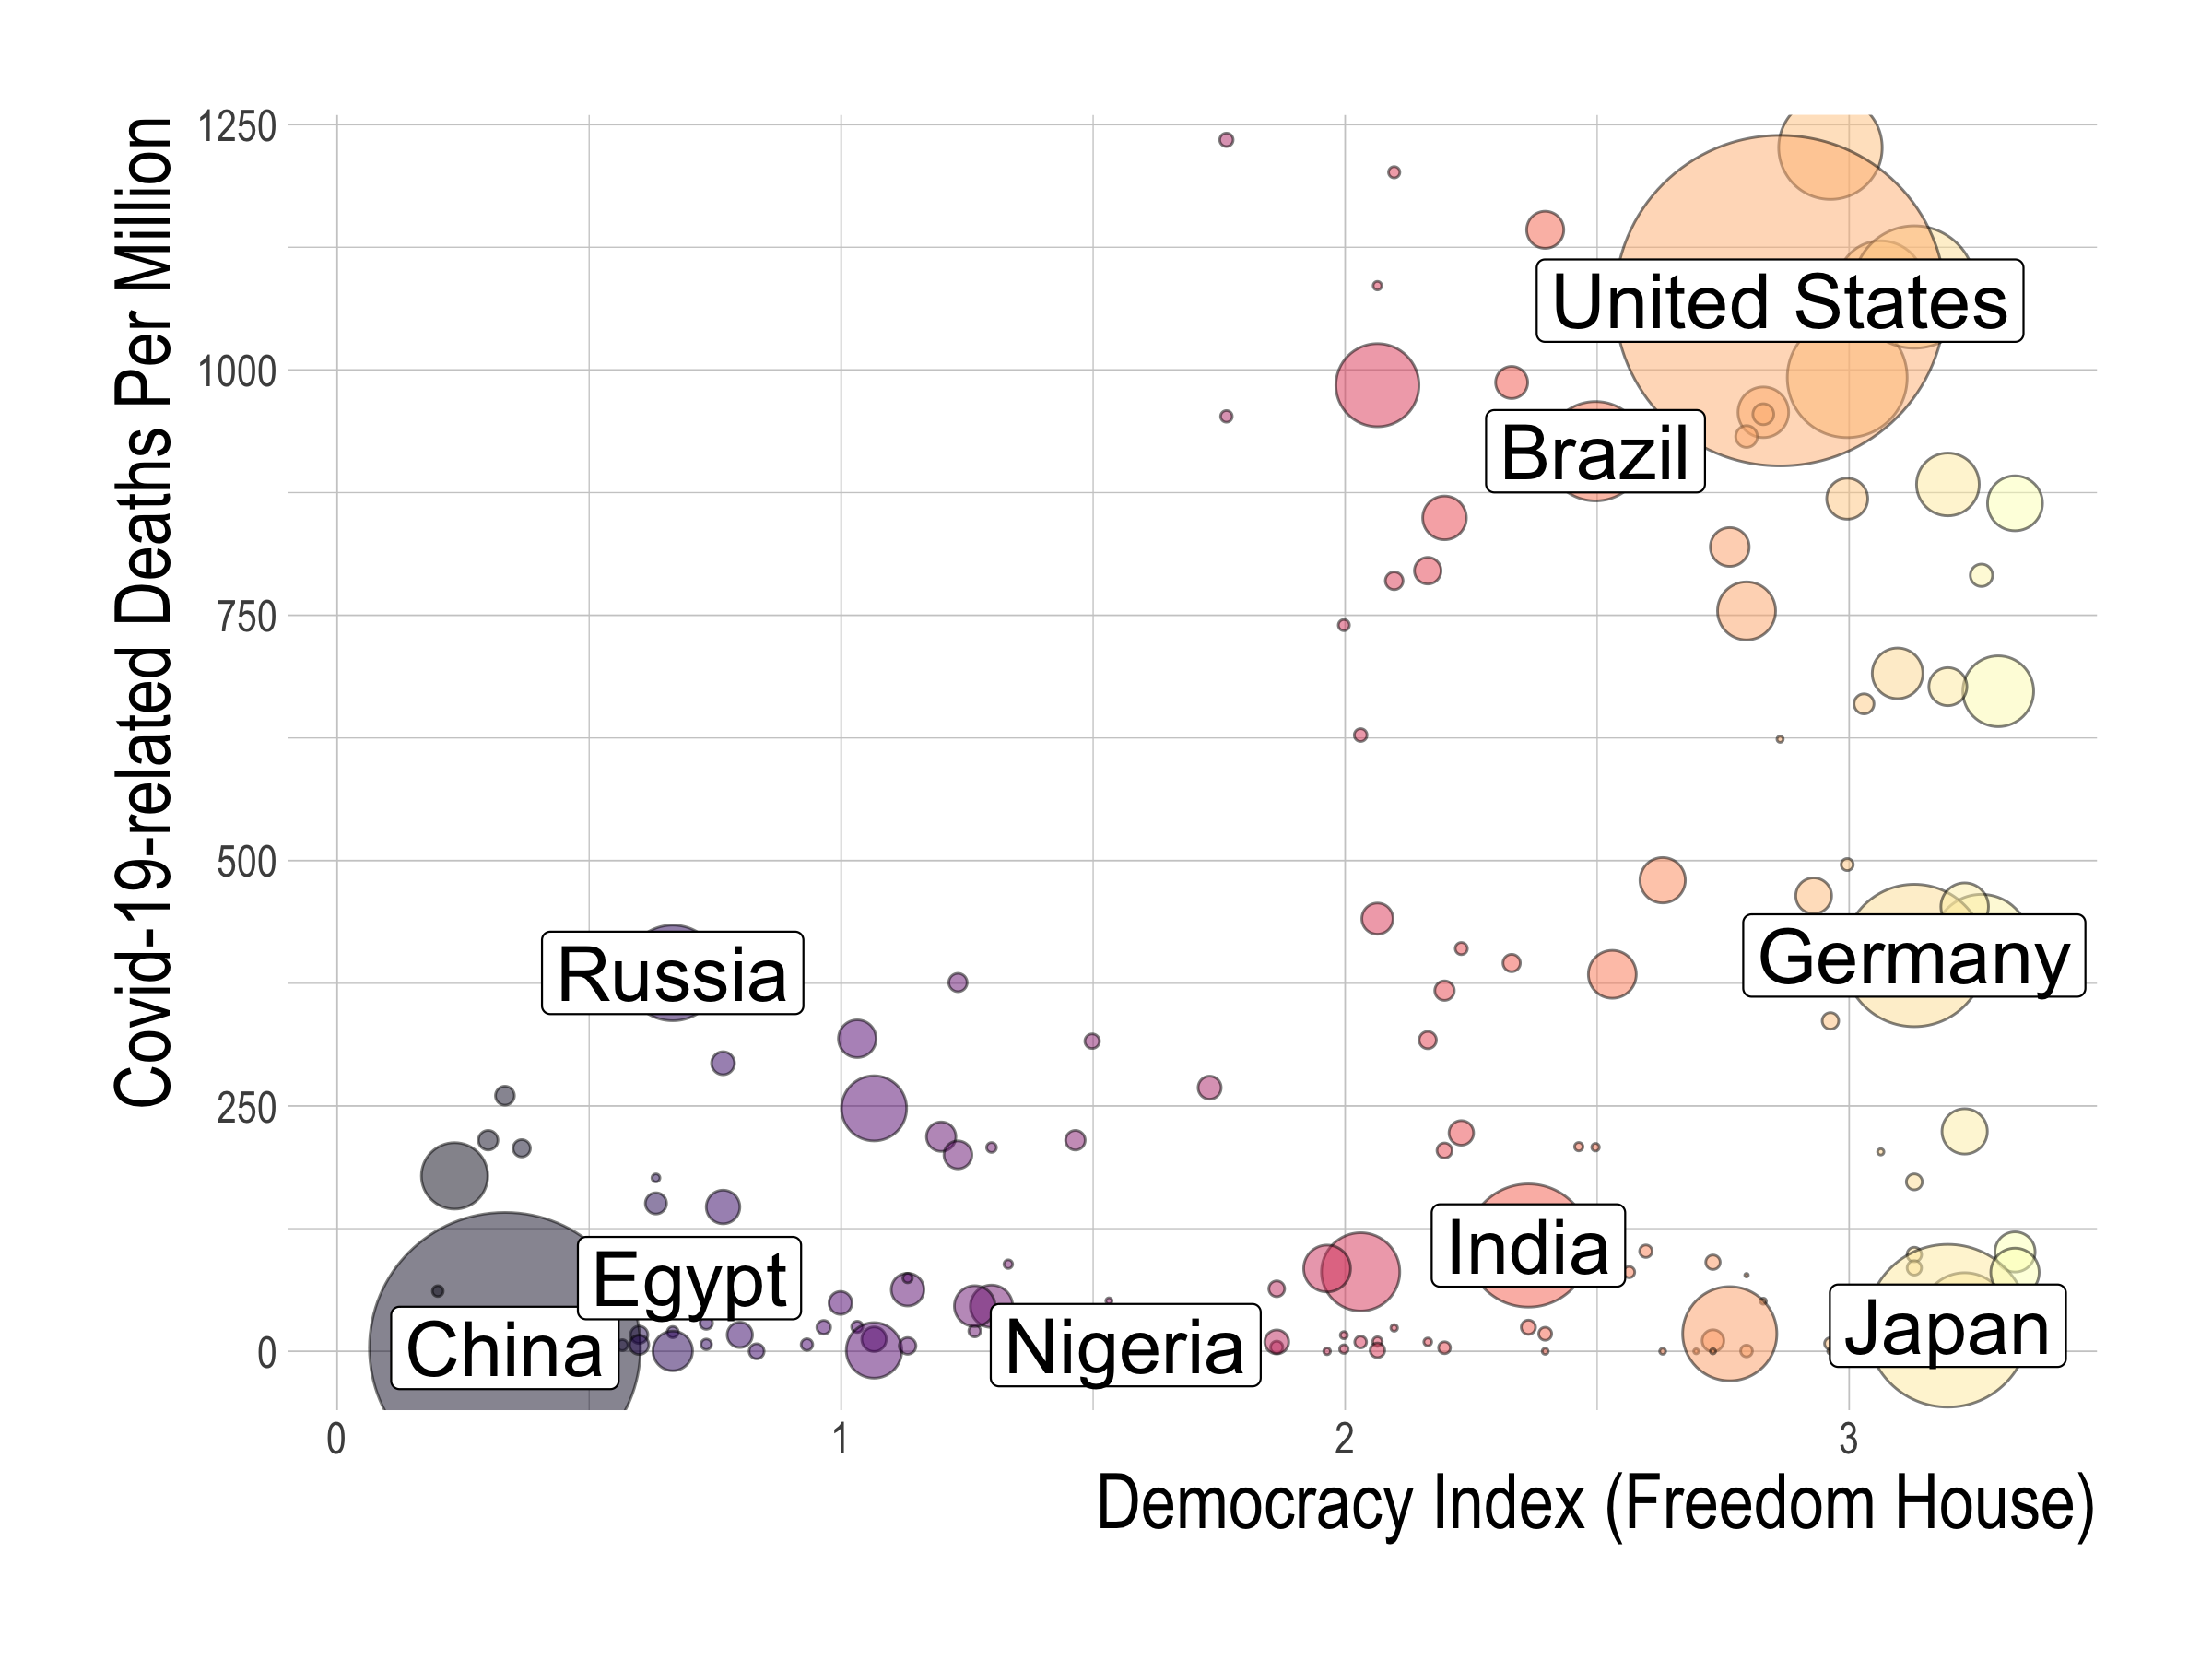 Covid-19-related Deaths Per Million
1250
1000
750
500
250
0
United States
Brazil
Russia
Germany
India
Egypt
China
Nigeria
Japan
0 1 2 3
Democracy Index (Freedom House)